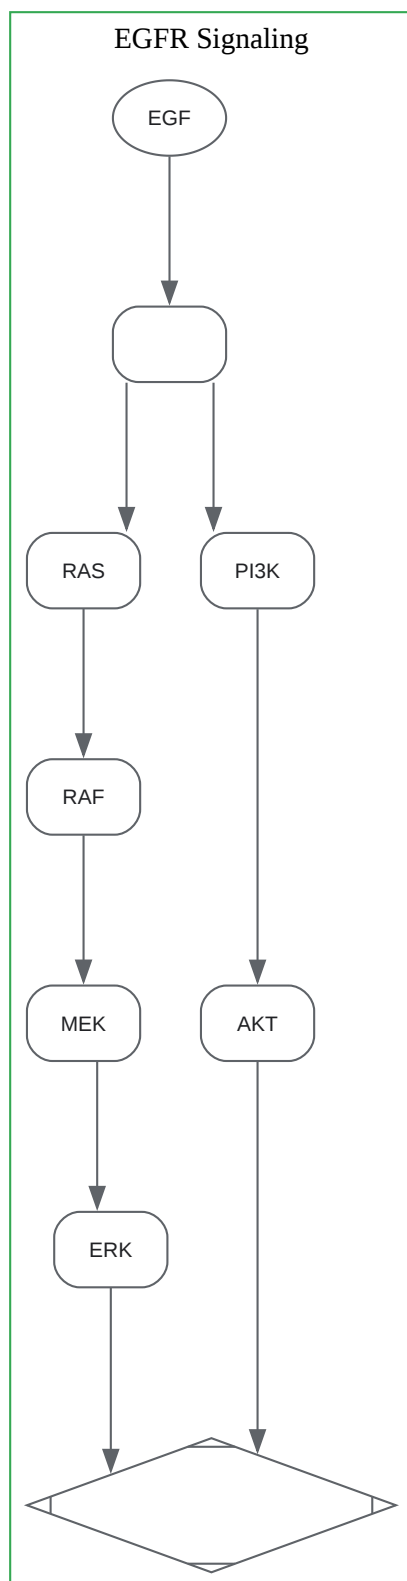 EGFR Signaling
EGF
RAS
PI3K
RAF
MEK
AKT
ERK